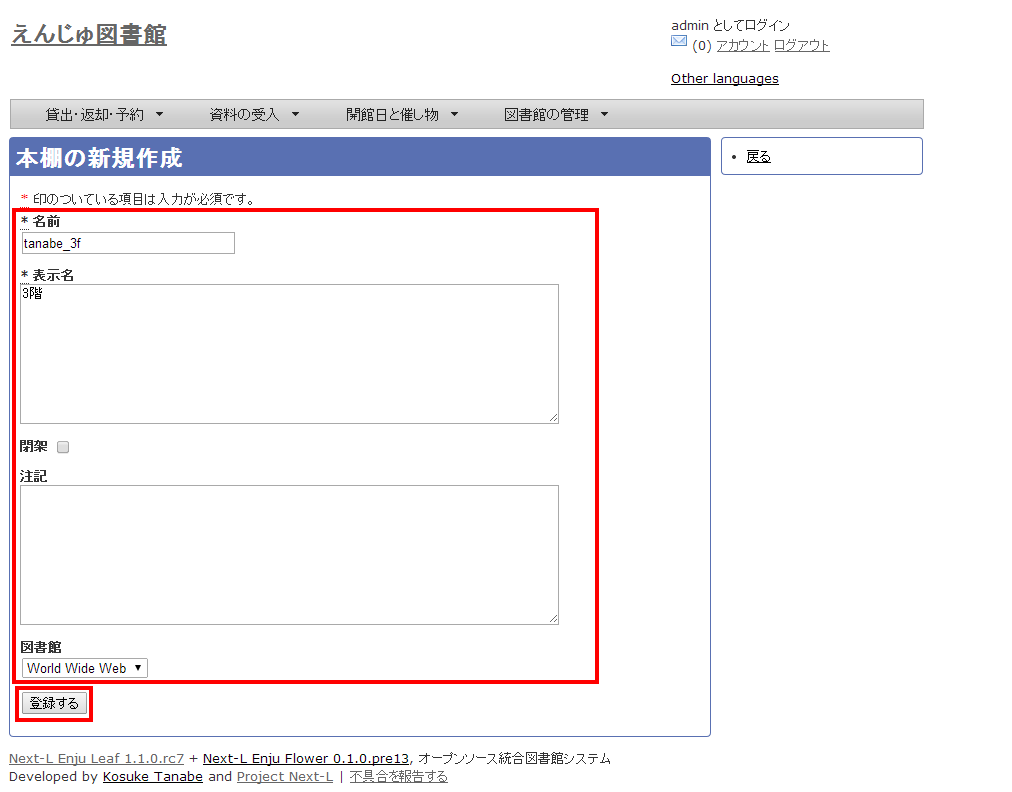 えんじゅ図書館
admin としてログイン
(0) アカウント ログアウト
Other languages
貸出・返却・予約 ▼ 資料の受入 ▼ 開館日と催し物 ▼ 図書館の管理 ▼
本棚の新規作成
• 戻る
* 印のついている項目は入力が必須です。
* 名前
tanabe_3f
* 表示名
3階
閉架
注記
図書館
World Wide Web ▼
登録する
Next-L Enju Leaf 1.1.0.rc7 + Next-L Enju Flower 0.1.0.pre13, オープンソース統合図書館システム
Developed by Kosuke Tanabe and Project Next-L | 不具合を報告する